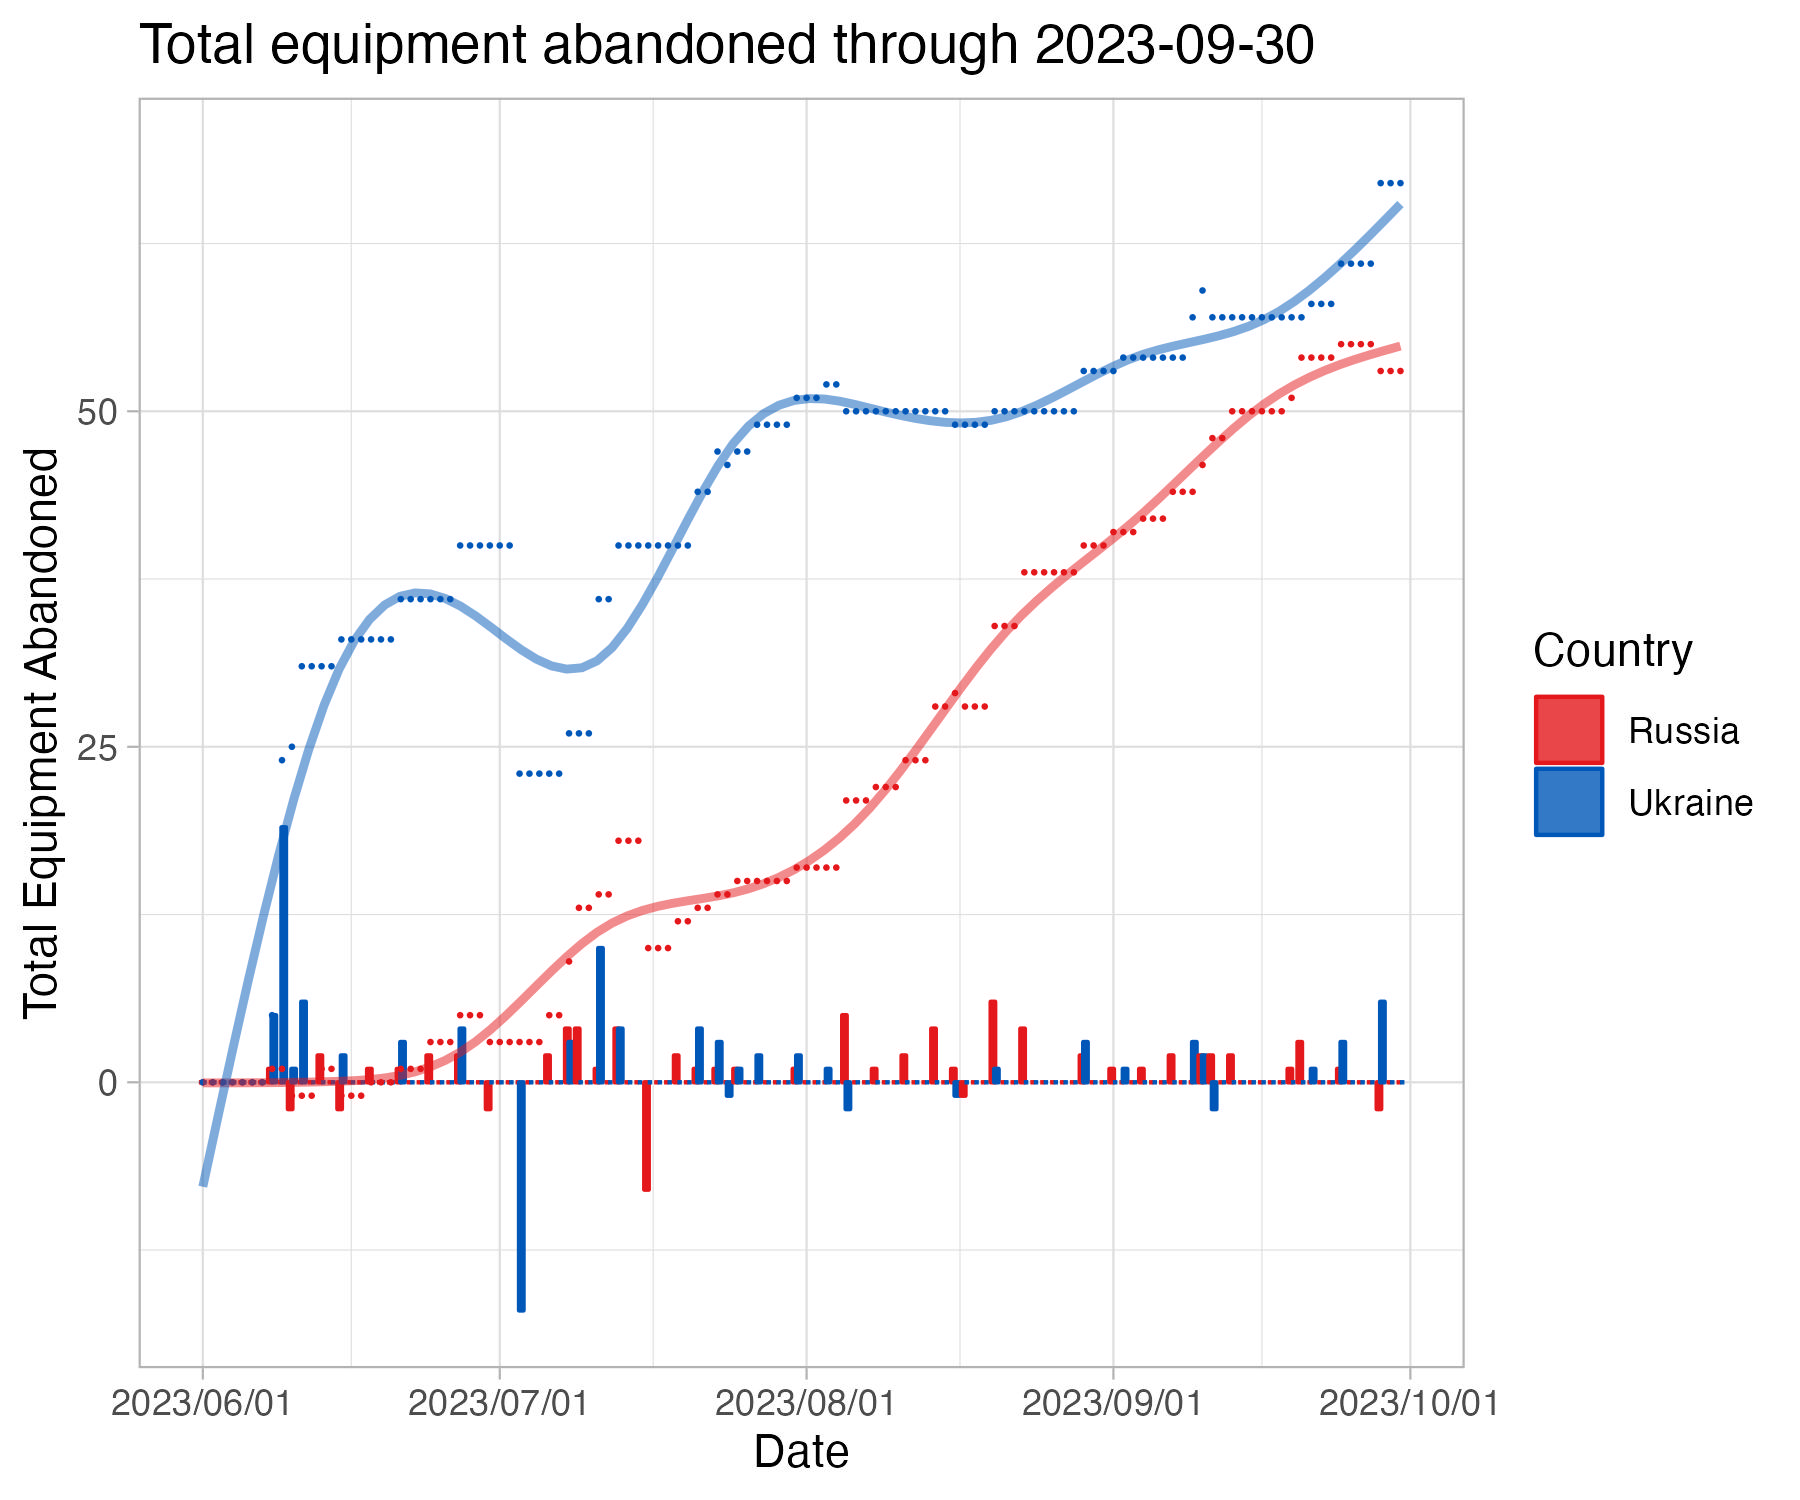 Total equipment abandoned through 2023-09-30
Total Equipment Abandoned
50
25
0
2023/06/01
2023/07/01
2023/08/01
2023/09/01
2023/10/01
Date
Country
Russia
Ukraine